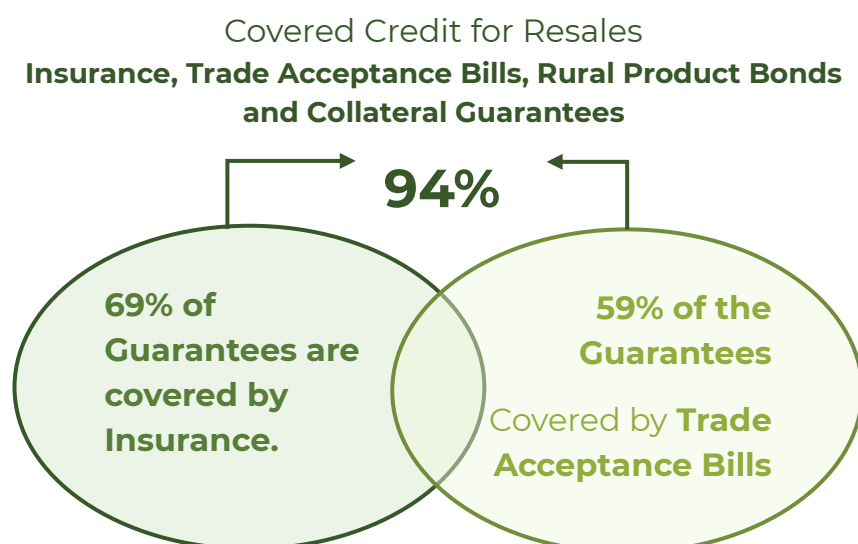 Covered Credit for Resales
Insurance, Trade Acceptance Bills, Rural Product Bonds
and Collateral Guarantees
94%
69% of
Guarantees are
covered by
Insurance.
59% of the
Guarantees
Covered by Trade
Acceptance Bills